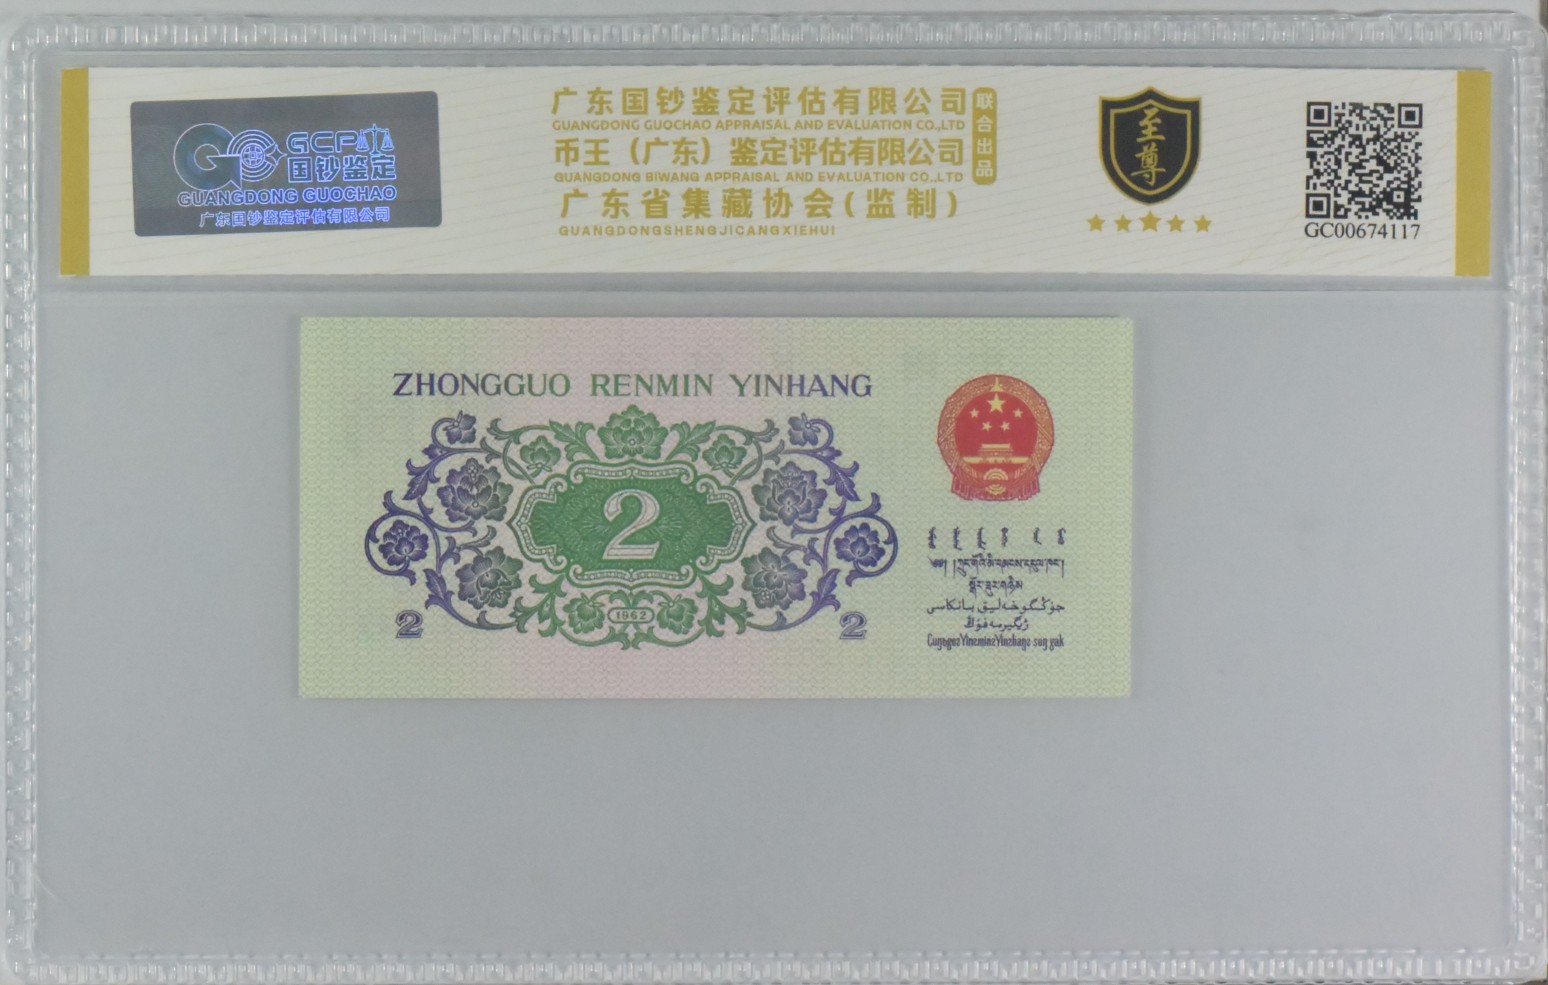 GCP
国钞鉴定
GUANGDONG GUOCHAO
广东国钞鉴定评估有限公司
广东国钞鉴定评估有限公司
GUANGDONG GUOCHAO APPRAISAL AND EVALUATION CO.,LTD
币王（广东）鉴定评估有限公司
GUANGDONG BIWANG APPRAISAL AND EVALUATION CO.,LTD
广东省集藏协会(监制)
GUANGDONGSHENGJICANGXIEHUI
联合出品
至尊
GC00674117
ZHONGGUO RENMIN YINHANG
2
1962
2
2
جۇڭگو خەلىق بانكاسى